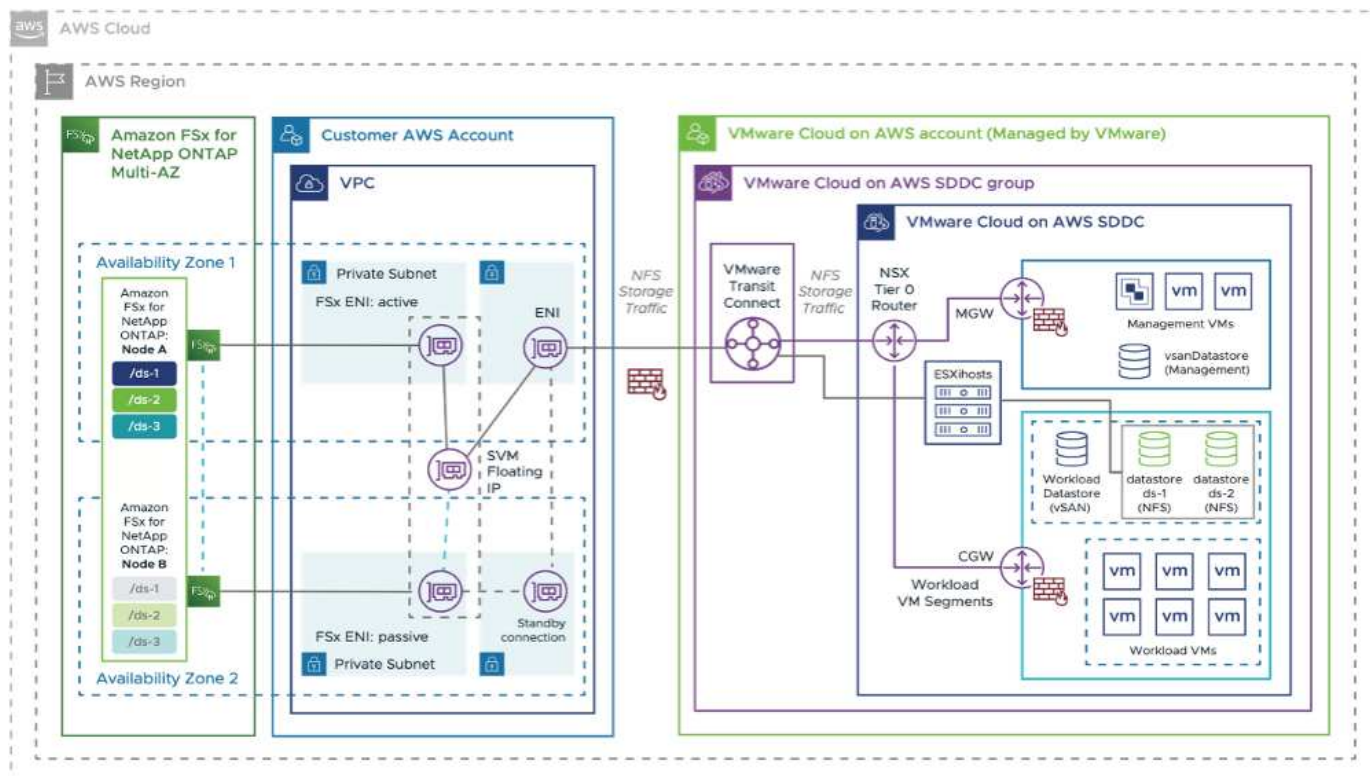 aws
AWS Cloud
AWS Region
FSx
Amazon FSx for
NetApp ONTAP
Multi-AZ
Customer AWS Account
VPC
VMware Cloud on AWS account (Managed by VMware)
VMware Cloud on AWS SDDC group
VMware Cloud on AWS SDDC
Availability Zone 1
Amazon
FSx for
NetApp
ONTAP:
Node A
/ds-1
/ds-2
/ds-3
FSx
Private Subnet
FSx ENI: active
ENI
SVM
Floating
IP
NFS
Storage
Traffic
VMware
Transit
Connect
NFS
Storage
Traffic
NSX
Tier 0
Router
MGW
vm
vm
Management VMs
vsanDatastore
(Management)
ESXihosts
Workload
Datastore
(vSAN)
datastore
ds-1
(NFS)
datastore
ds-2
(NFS)
Amazon
FSx for
NetApp
ONTAP:
Node B
/ds-1
/ds-2
/ds-3
FSx
FSx ENI: passive
Private Subnet
Standby
connection
Availability Zone 2
CGW
Workload
VM Segments
vm
vm
vm
vm
vm
vm
Workload VMs